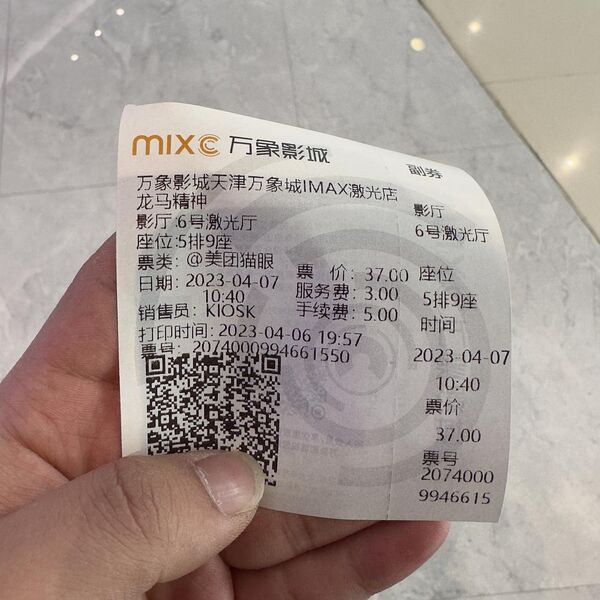 mixc 万象影城
万象影城天津万象城IMAX激光店
龙马精神
影厅:6号激光厅
座位:5排9座
票类: @美团猫眼
票 价: 37.00
日期: 2023-04-07
服务费: 3.00
10:40
手续费: 5.00
销售员: KIOSK
打印时间: 2023-04-06 19:57
票号: 2074000994661550
副券
影厅
6号激光厅
座位
5排9座
时间
2023-04-07
10:40
票价
37.00
票号
2074000
9946615